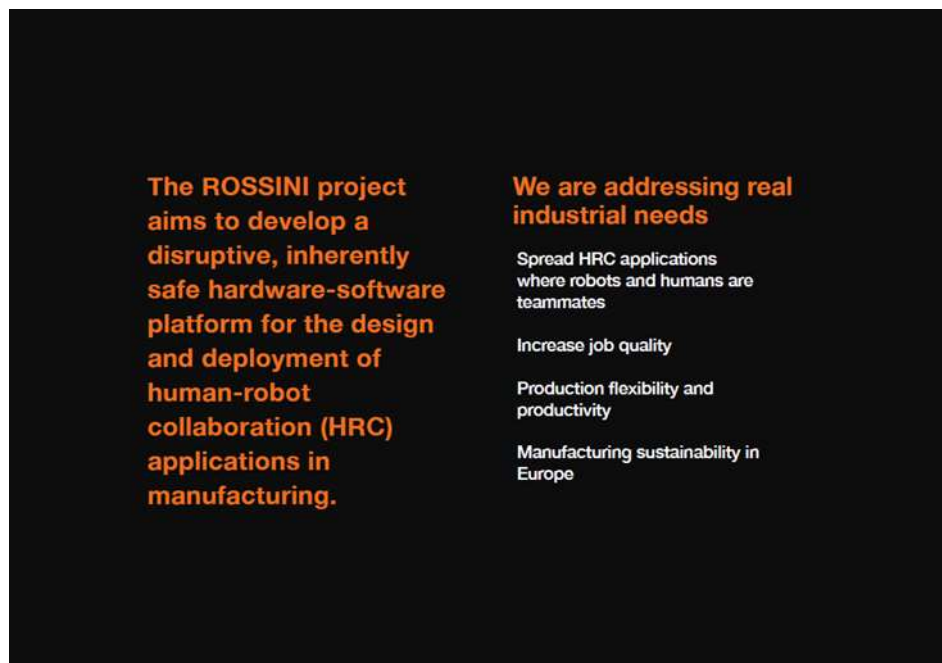 The ROSSINI project
aims to develop a
disruptive, inherently
safe hardware-software
platform for the design
and deployment of
human-robot
collaboration (HRC)
applications in
manufacturing.
We are addressing real
industrial needs
Spread HRC applications
where robots and humans are
teammates
Increase job quality
Production flexibility and
productivity
Manufacturing sustainability in
Europe